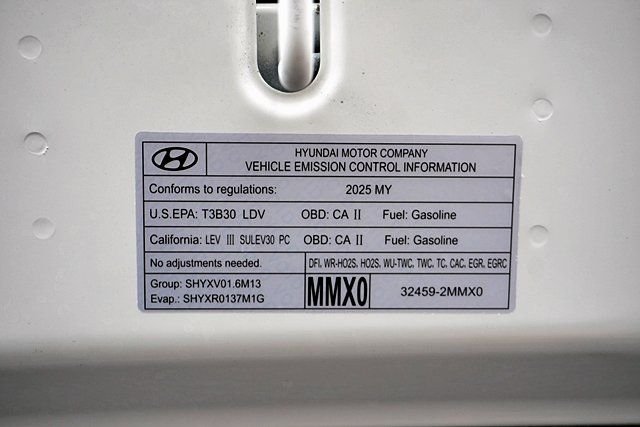 HYUNDAI MOTOR COMPANY
VEHICLE EMISSION CONTROL INFORMATION
Conforms to regulations: 2025 MY
U.S.EPA: T3B30 LDV OBD: CA II Fuel: Gasoline
California: LEV III SULEV30 PC OBD: CA II Fuel: Gasoline
No adjustments needed. DFI, WR-HO2S, HO2S, WU-TWC, TWC, TC, CAC, EGR, EGRC
Group: SHYXV01.6M13
Evap.: SHYXR0137M1G
MMX0 32459-2MMX0